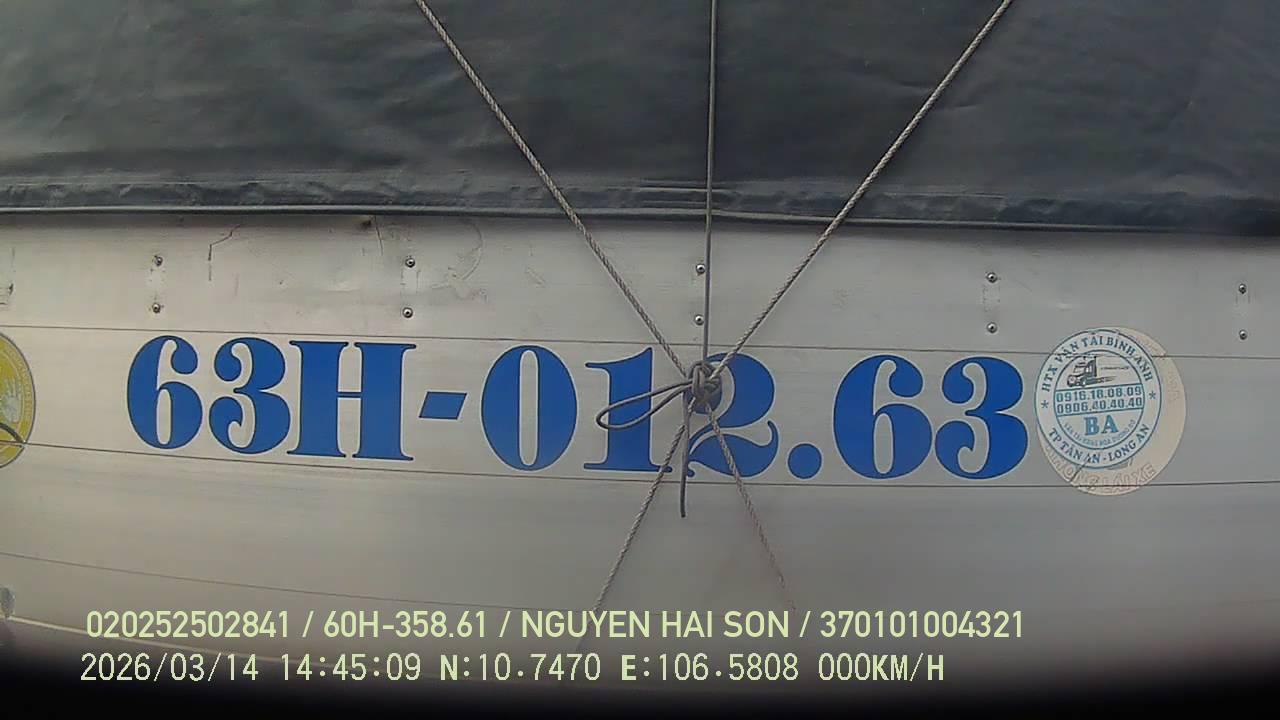 63H-012.63
HTX VẬN TẢI BÌNH ANH
0916.16.08.09
0906.40.40.40
BA
TP TÂN AN - LONG AN
020252502841 / 60H-358.61 / NGUYEN HAI SON / 370101004321
2026/03/14 14:45:09 N:10.7470 E:106.5808 000KM/H